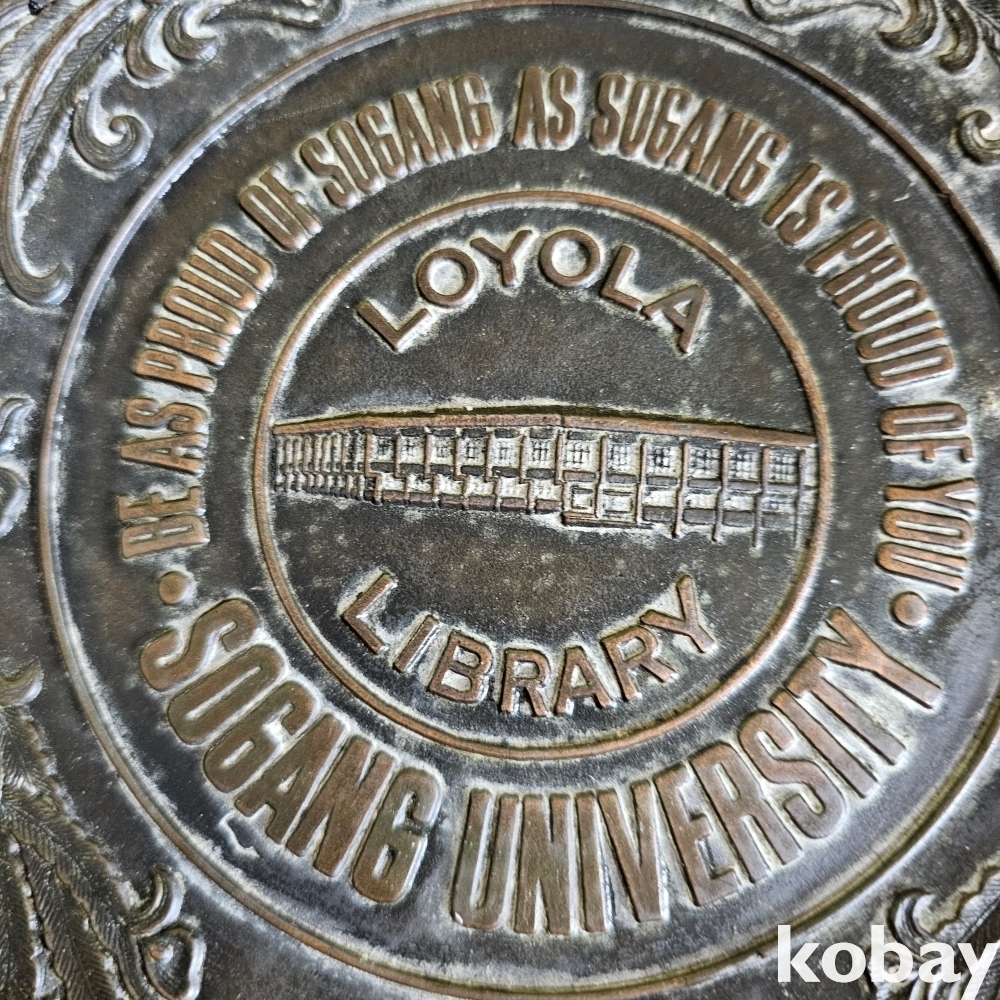 • BE AS PROUD OF SOGANG AS SOGANG IS PROUD OF YOU •
SOGANG UNIVERSITY
LOYOLA
LIBRARY
kobay